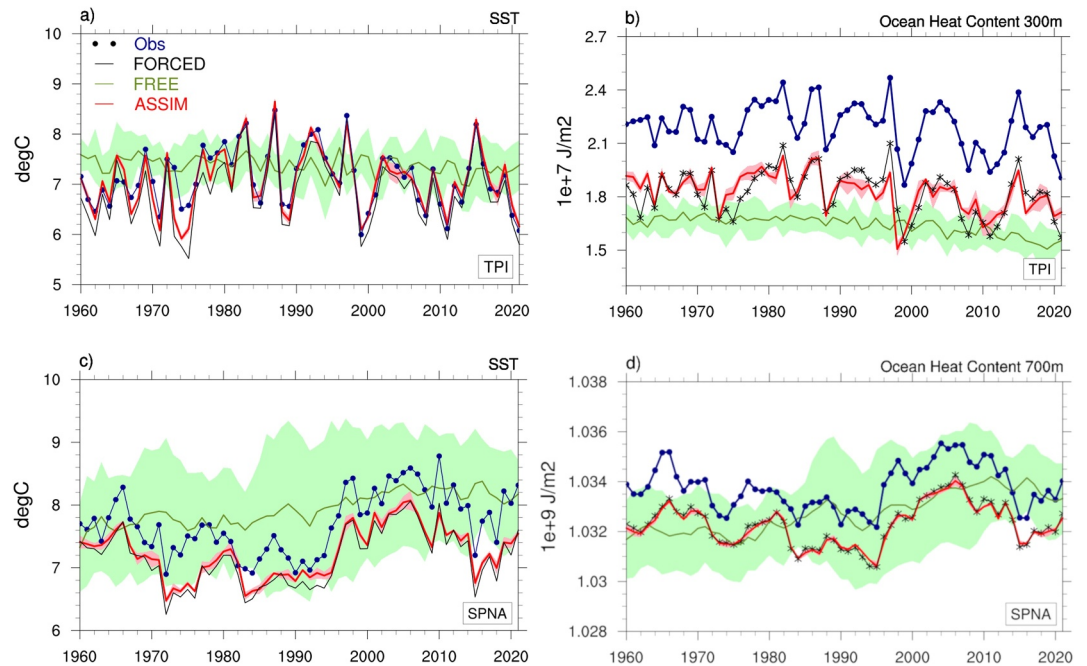 a)
SST
10
9
8
7
6
5
degC
Obs
FORCED
FREE
ASSIM
TPI
1960 1970 1980 1990 2000 2010 2020
b)
Ocean Heat Content 300m
2.7
2.4
2.1
1.8
1.5
1e+7 J/m2
TPI
1960 1970 1980 1990 2000 2010 2020
c)
SST
10
9
8
7
6
degC
SPNA
1960 1970 1980 1990 2000 2010 2020
d)
Ocean Heat Content 700m
1.038
1.036
1.034
1.032
1.03
1.028
1e+9 J/m2
SPNA
1960 1970 1980 1990 2000 2010 2020